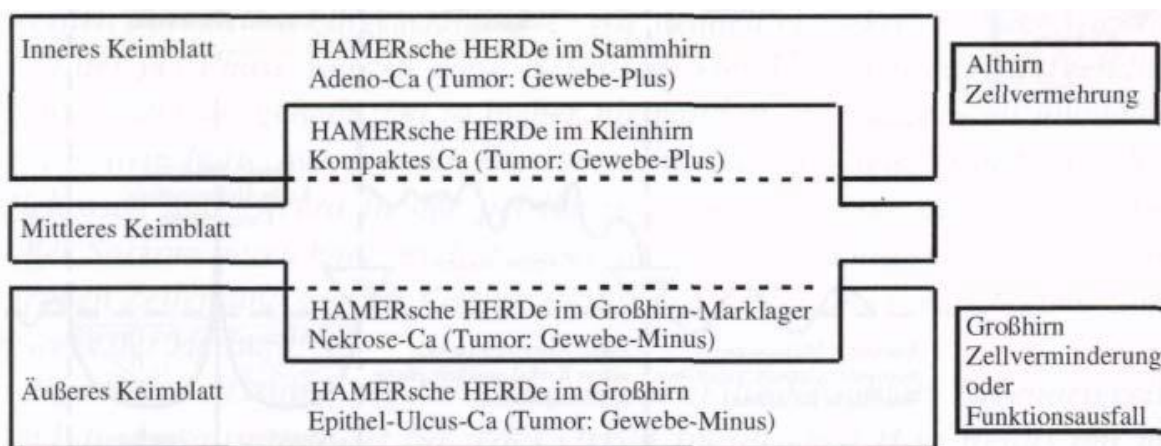 Inneres Keimblatt
HAMERsche HERDe im Stammhirn
Adeno-Ca (Tumor: Gewebe-Plus)
HAMERsche HERDe im Kleinhirn
Kompaktes Ca (Tumor: Gewebe-Plus)
Althirn
Zellvermehrung
Mittleres Keimblatt
HAMERsche HERDe im Großhirn-Marklager
Nekrose-Ca (Tumor: Gewebe-Minus)
Äußeres Keimblatt
HAMERsche HERDe im Großhirn
Epithel-Ulcus-Ca (Tumor: Gewebe-Minus)
Großhirn
Zellverminderung
oder
Funktionsausfall